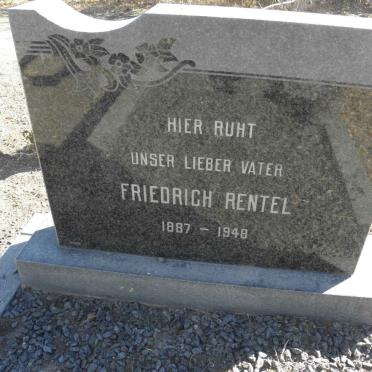 HIER RUHT
UNSER LIEBER VATER
FRIEDRICH RENTEL
1887 – 1948